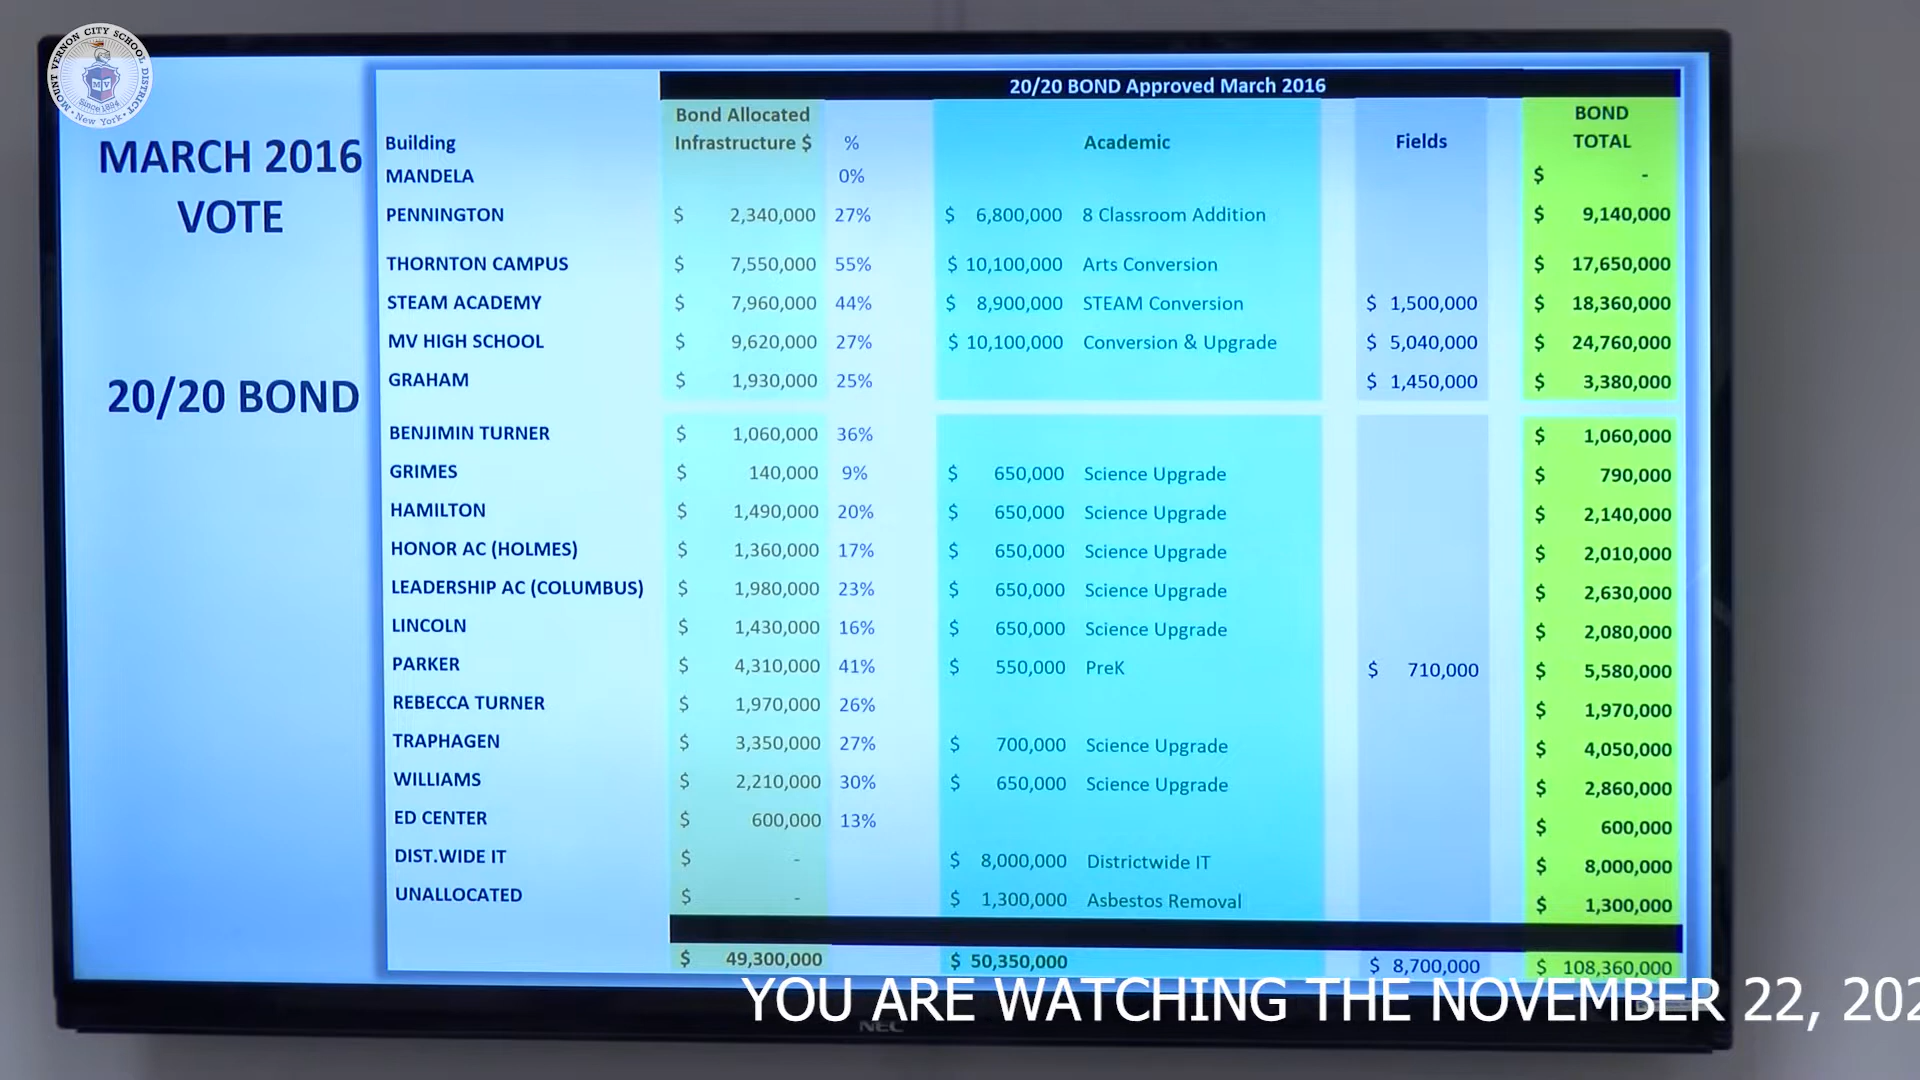 MOUNT VERNON CITY SCHOOL DISTRICT
MV
Since 1894
New York
MARCH 2016
VOTE
20/20 BOND
20/20 BOND Approved March 2016
Building Bond Allocated Infrastructure $ % Academic Fields BOND TOTAL
MANDELA 0% $ -
PENNINGTON $ 2,340,000 27% $ 6,800,000 8 Classroom Addition $ 9,140,000
THORNTON CAMPUS $ 7,550,000 55% $ 10,100,000 Arts Conversion $ 17,650,000
STEAM ACADEMY $ 7,960,000 44% $ 8,900,000 STEAM Conversion $ 1,500,000 $ 18,360,000
MV HIGH SCHOOL $ 9,620,000 27% $ 10,100,000 Conversion & Upgrade $ 5,040,000 $ 24,760,000
GRAHAM $ 1,930,000 25% $ 1,450,000 $ 3,380,000
BENJIMIN TURNER $ 1,060,000 36% $ 1,060,000
GRIMES $ 140,000 9% $ 650,000 Science Upgrade $ 790,000
HAMILTON $ 1,490,000 20% $ 650,000 Science Upgrade $ 2,140,000
HONOR AC (HOLMES) $ 1,360,000 17% $ 650,000 Science Upgrade $ 2,010,000
LEADERSHIP AC (COLUMBUS) $ 1,980,000 23% $ 650,000 Science Upgrade $ 2,630,000
LINCOLN $ 1,430,000 16% $ 650,000 Science Upgrade $ 2,080,000
PARKER $ 4,310,000 41% $ 550,000 PreK $ 710,000 $ 5,580,000
REBECCA TURNER $ 1,970,000 26% $ 1,970,000
TRAPHAGEN $ 3,350,000 27% $ 700,000 Science Upgrade $ 4,050,000
WILLIAMS $ 2,210,000 30% $ 650,000 Science Upgrade $ 2,860,000
ED CENTER $ 600,000 13% $ 600,000
DIST.WIDE IT $ - $ 8,000,000 Districtwide IT $ 8,000,000
UNALLOCATED $ - $ 1,300,000 Asbestos Removal $ 1,300,000
$ 49,300,000 $ 50,350,000 $ 8,700,000 $ 108,360,000
YOU ARE WATCHING THE NOVEMBER 22, 202
NEC